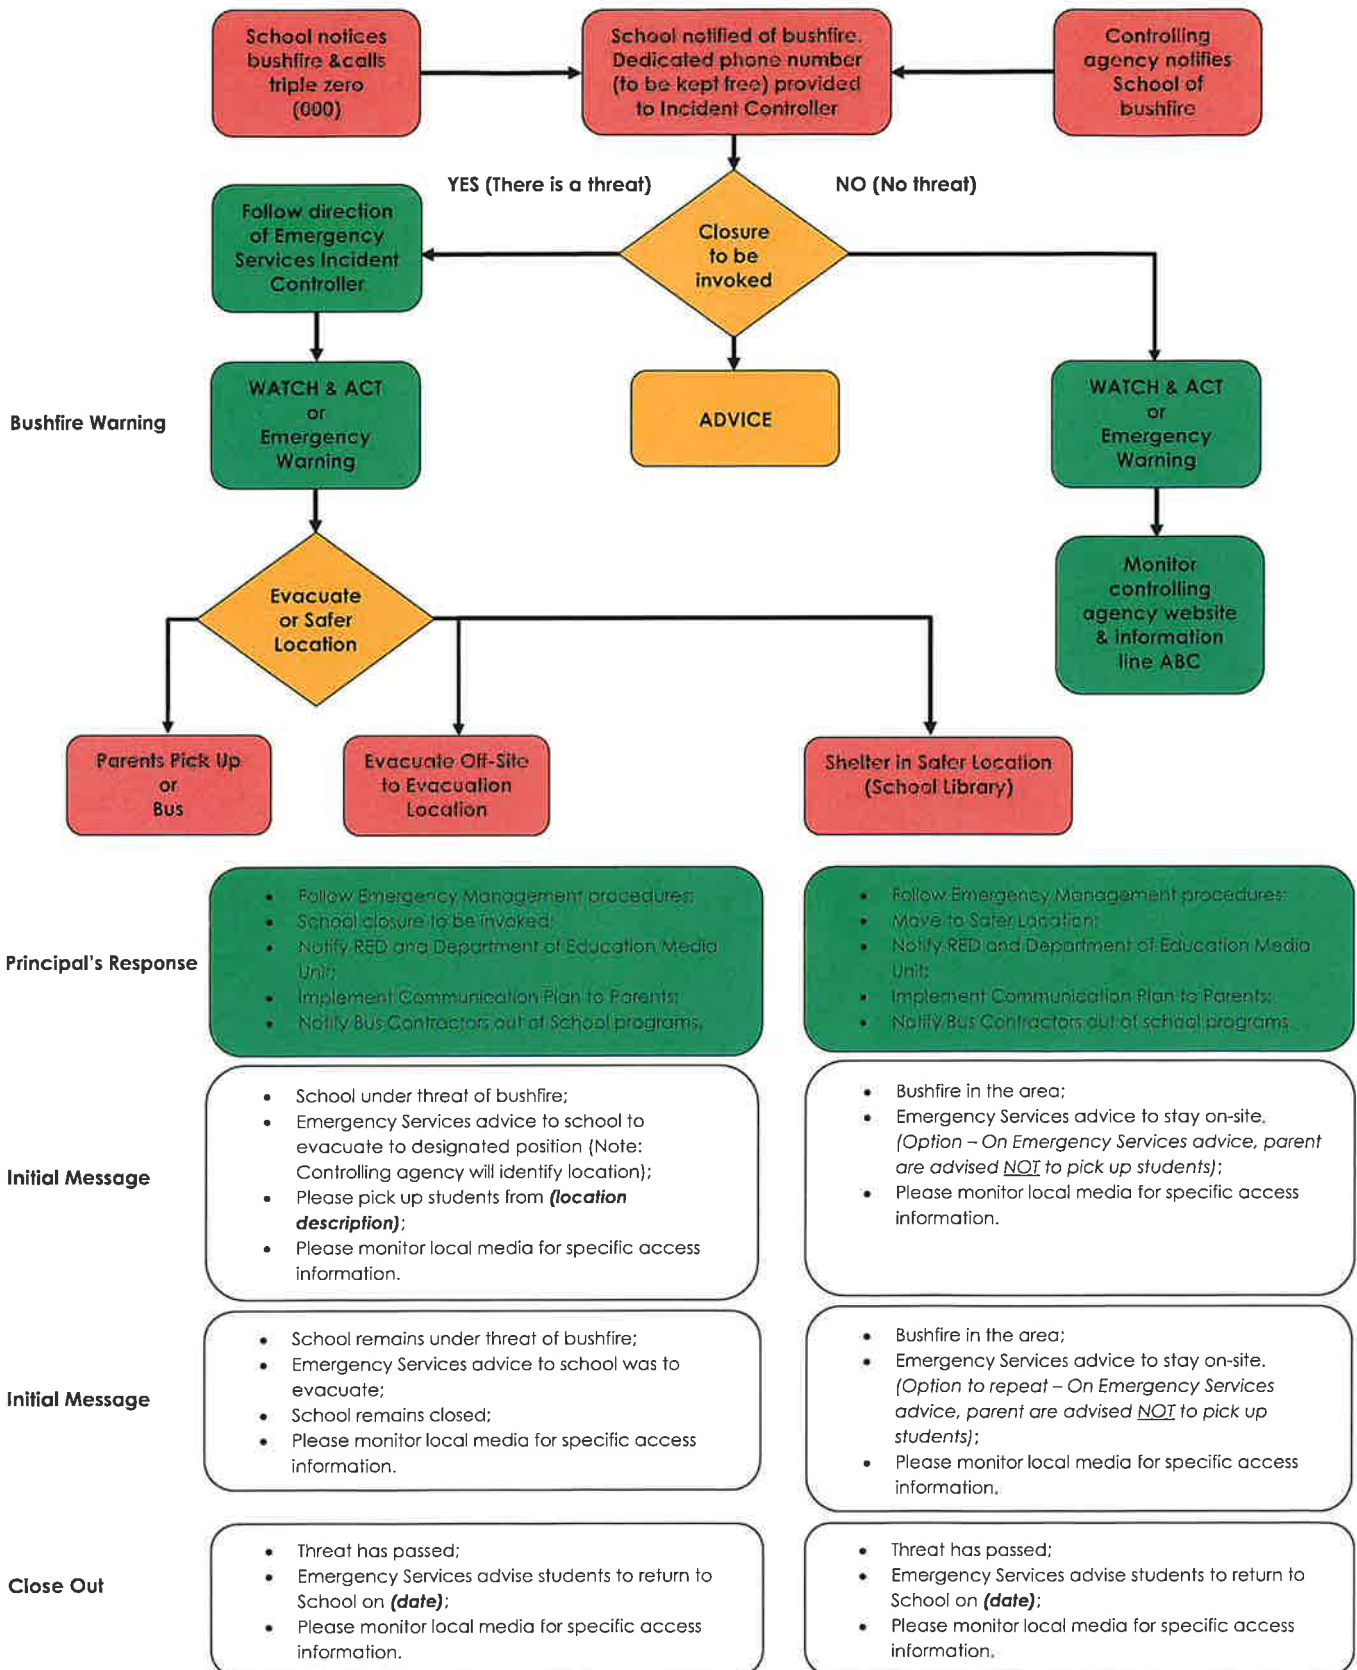 School notices
bushfire &calls
triple zero
(000)
School notified of bushfire.
Dedicated phone number
(to be kept free) provided
to Incident Controller
Controlling
agency notifies
School of
bushfire
YES (There is a threat)
NO (No threat)
Follow direction
of Emergency
Services Incident
Controller
Closure
to be
invoked
Bushfire Warning
WATCH & ACT
or
Emergency
Warning
ADVICE
WATCH & ACT
or
Emergency
Warning
Evacuate
or Safer
Location
Monitor
controlling
agency website
& information
line ABC
Parents Pick Up
or
Bus
Evacuate Off-Site
to Evacuation
Location
Shelter in Safer Location
(School Library)
Principal's Response
• Follow Emergency Management procedures;
• School closure to be invoked;
• Notify RED and Department of Education Media
Unit;
• Implement Communication Plan to Parents;
• Notify Bus Contractors out of School programs.
• Follow Emergency Management procedures;
• Move to Safer Location;
• Notify RED and Department of Education Media
Unit;
• Implement Communication Plan to Parents;
• Notify Bus Contractors out of school programs.
Initial Message
• School under threat of bushfire;
• Emergency Services advice to school to
evacuate to designated position (Note:
Controlling agency will identify location);
• Please pick up students from (location
description);
• Please monitor local media for specific access
information.
• Bushfire in the area;
• Emergency Services advice to stay on-site.
(Option – On Emergency Services advice, parent
are advised NOT to pick up students);
• Please monitor local media for specific access
information.
Initial Message
• School remains under threat of bushfire;
• Emergency Services advice to school was to
evacuate;
• School remains closed;
• Please monitor local media for specific access
information.
• Bushfire in the area;
• Emergency Services advice to stay on-site.
(Option to repeat – On Emergency Services
advice, parent are advised NOT to pick up
students);
• Please monitor local media for specific access
information.
Close Out
• Threat has passed;
• Emergency Services advise students to return to
School on (date);
• Please monitor local media for specific access
information.
• Threat has passed;
• Emergency Services advise students to return to
School on (date);
• Please monitor local media for specific access
information.